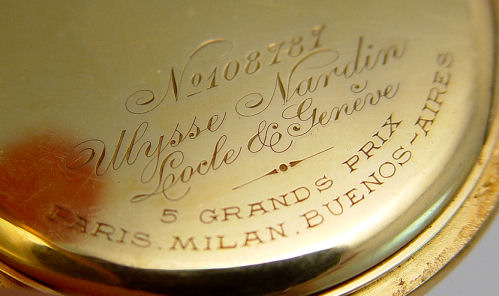 No 108787
Ulysse Nardin
Locle & Genève
5 GRANDS PRIX
PARIS. MILAN. BUENOS-AIRES